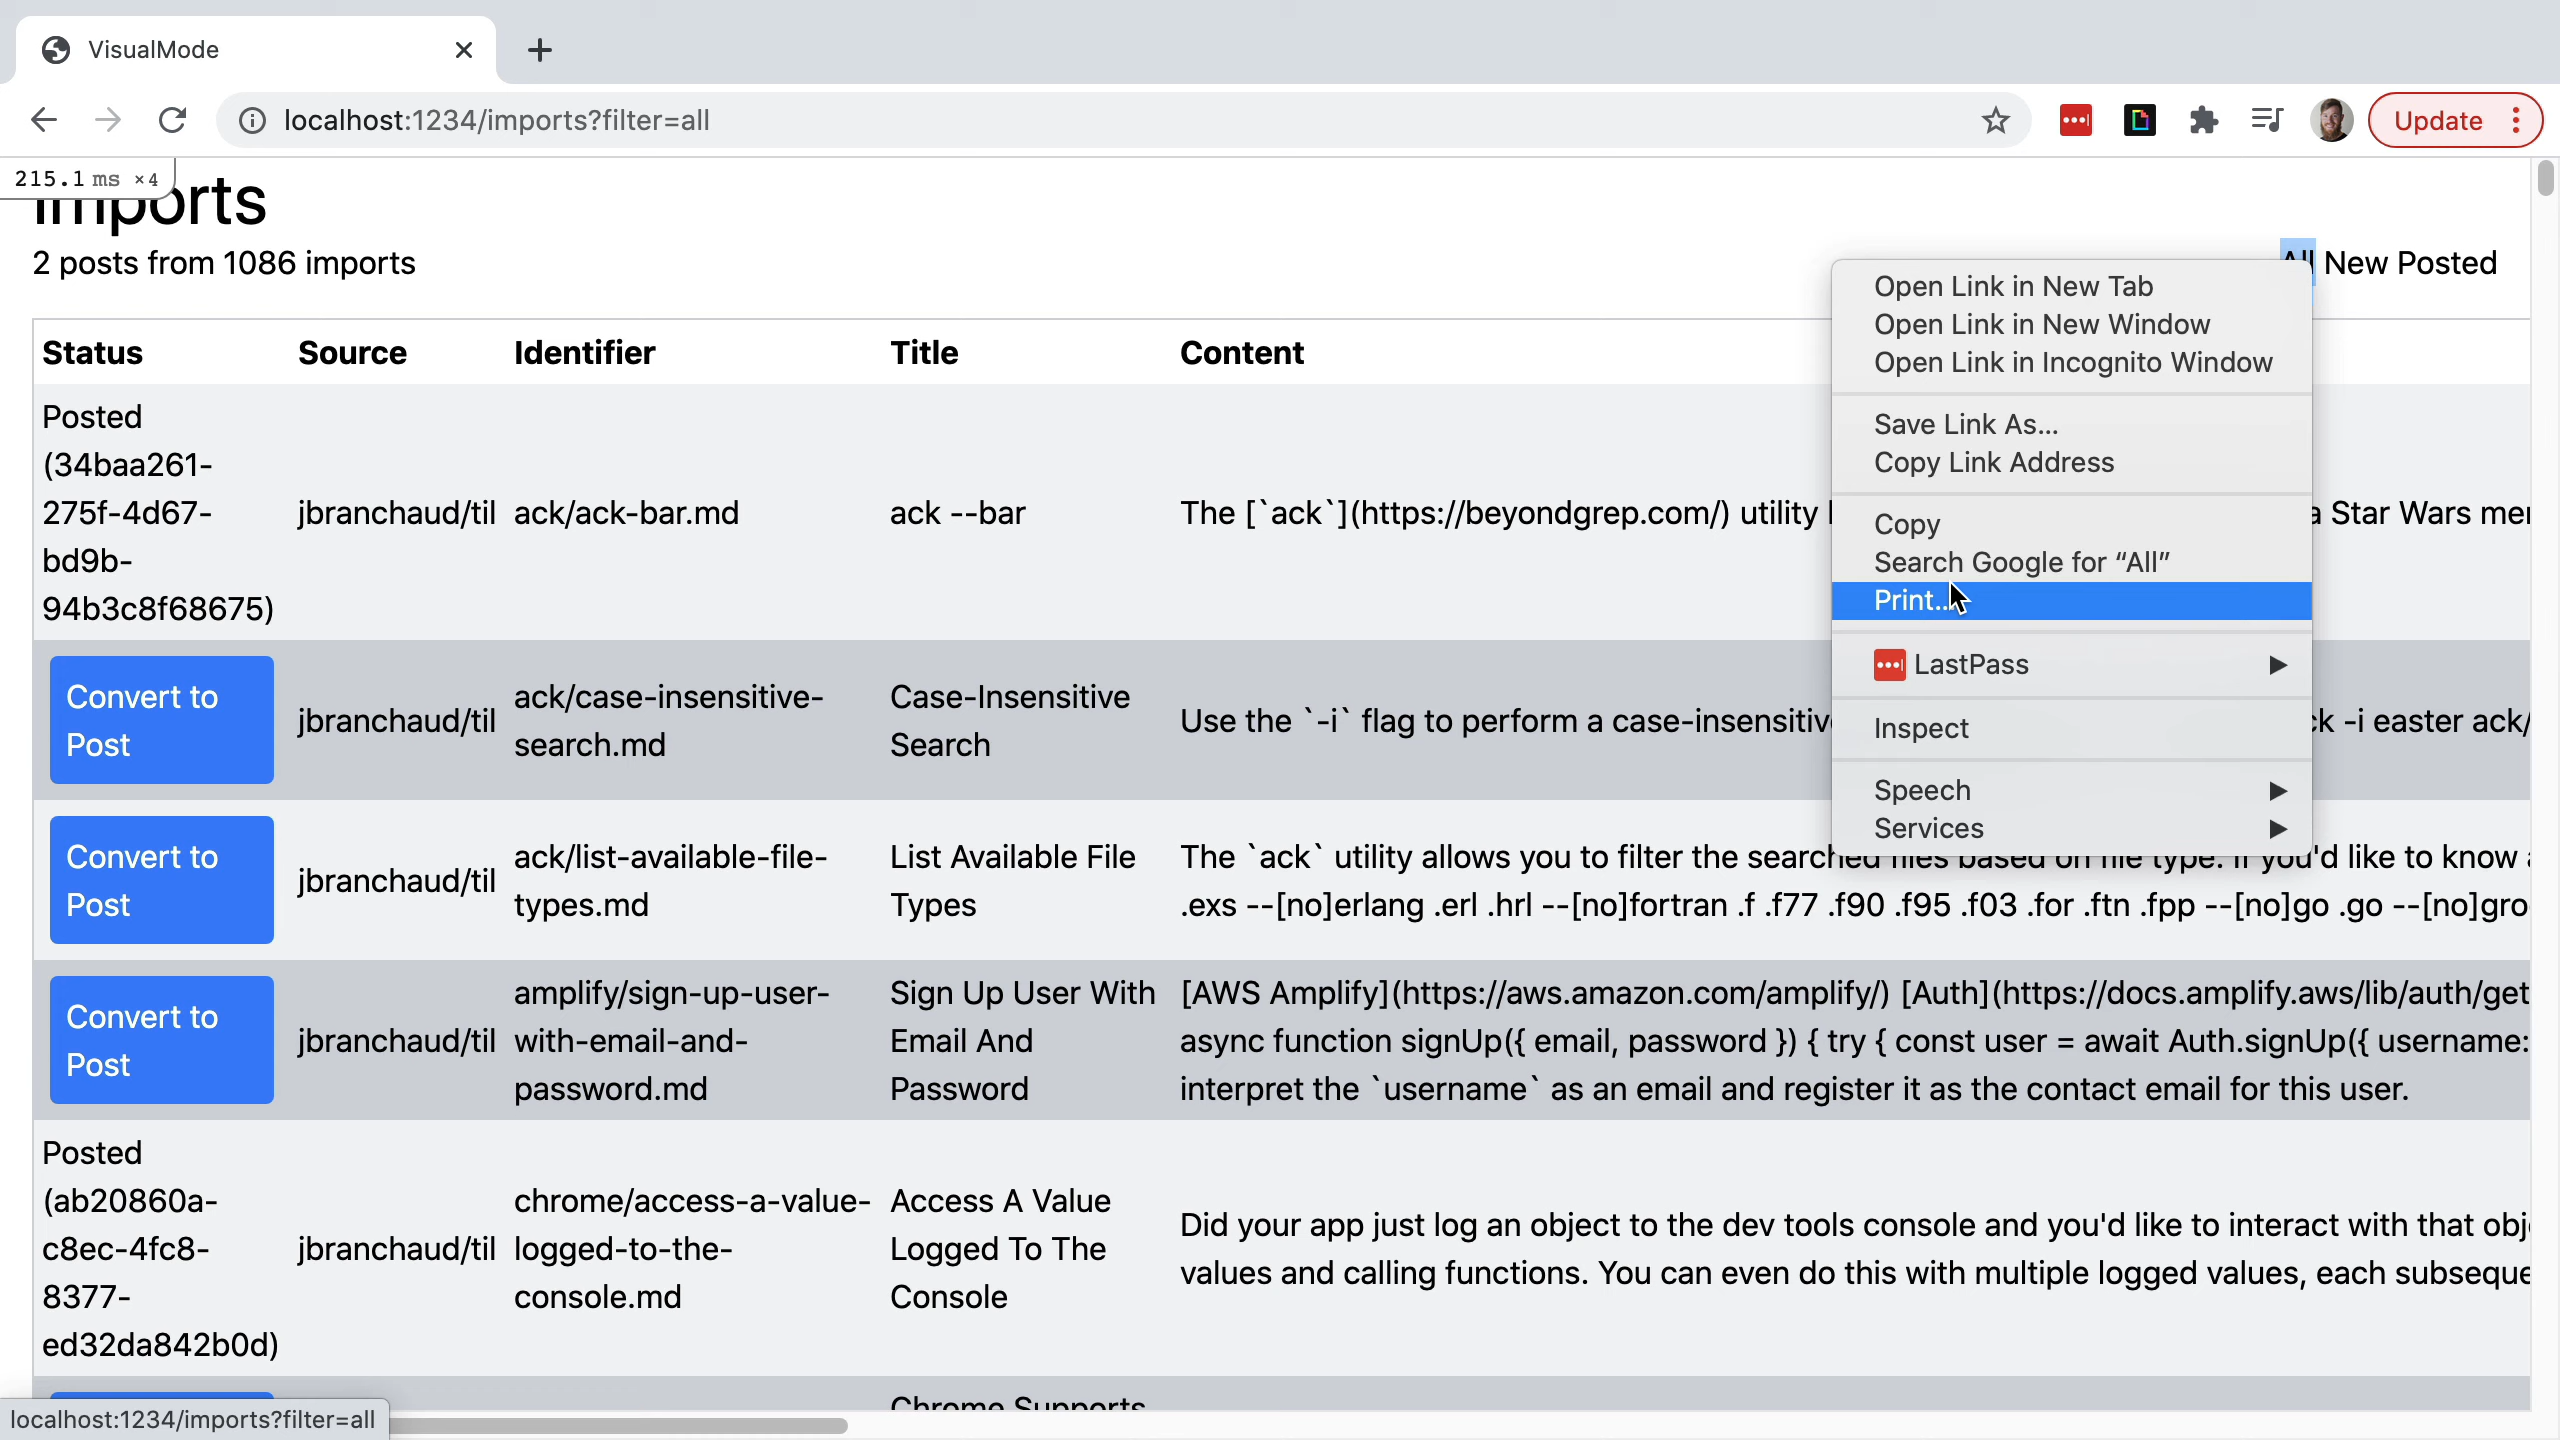 VisualMode
localhost:1234/imports?filter=all
Update
215.1 ms ×4
Imports
2 posts from 1086 imports
All New Posted
Status Source Identifier Title Content
Posted
(34baa261-
275f-4d67-
bd9b-
94b3c8f68675)
jbranchaud/til
ack/ack-bar.md
ack --bar
The [`ack`](https://beyondgrep.com/) utility
a Star Wars
Convert to
Post
jbranchaud/til
ack/case-insensitive-
search.md
Case-Insensitive
Search
Use the `-i` flag to perform a case-insensitiv
ck -i easter ack/
Convert to
Post
jbranchaud/til
ack/list-available-file-
types.md
List Available File
Types
The `ack` utility allows you to filter the searched files based on file type. If you'd like to know
.exs --[no]erlang .erl .hrl --[no]fortran .f .f77 .f90 .f95 .f03 .for .ftn .fpp --[no]go .go --[no]gro
Convert to
Post
jbranchaud/til
amplify/sign-up-user-
with-email-and-
password.md
Sign Up User With
Email And
Password
[AWS Amplify](https://aws.amazon.com/amplify/) [Auth](https://docs.amplify.aws/lib/auth/get
async function signUp({ email, password }) { try { const user = await Auth.signUp({ username:
interpret the `username` as an email and register it as the contact email for this user.
Posted
(ab20860a-
c8ec-4fc8-
8377-
ed32da842b0d)
jbranchaud/til
chrome/access-a-value-
logged-to-the-
console.md
Access A Value
Logged To The
Console
Did your app just log an object to the dev tools console and you'd like to interact with that obj
values and calling functions. You can even do this with multiple logged values, each subseque
Chrome Supports
Open Link in New Tab
Open Link in New Window
Open Link in Incognito Window
Save Link As...
Copy Link Address
Copy
Search Google for “All”
Print...
LastPass
Inspect
Speech
Services
localhost:1234/imports?filter=all